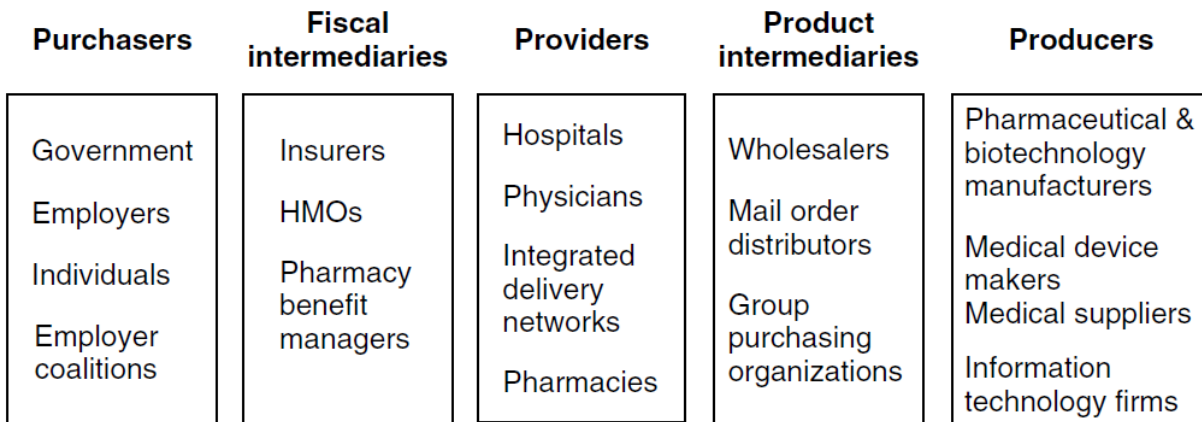 Purchasers
Fiscal
intermediaries
Providers
Product
intermediaries
Producers
Government
Employers
Individuals
Employer
coalitions
Insurers
HMOs
Pharmacy
benefit
managers
Hospitals
Physicians
Integrated
delivery
networks
Pharmacies
Wholesalers
Mail order
distributors
Group
purchasing
organizations
Pharmaceutical &
biotechnology
manufacturers
Medical device
makers
Medical suppliers
Information
technology firms